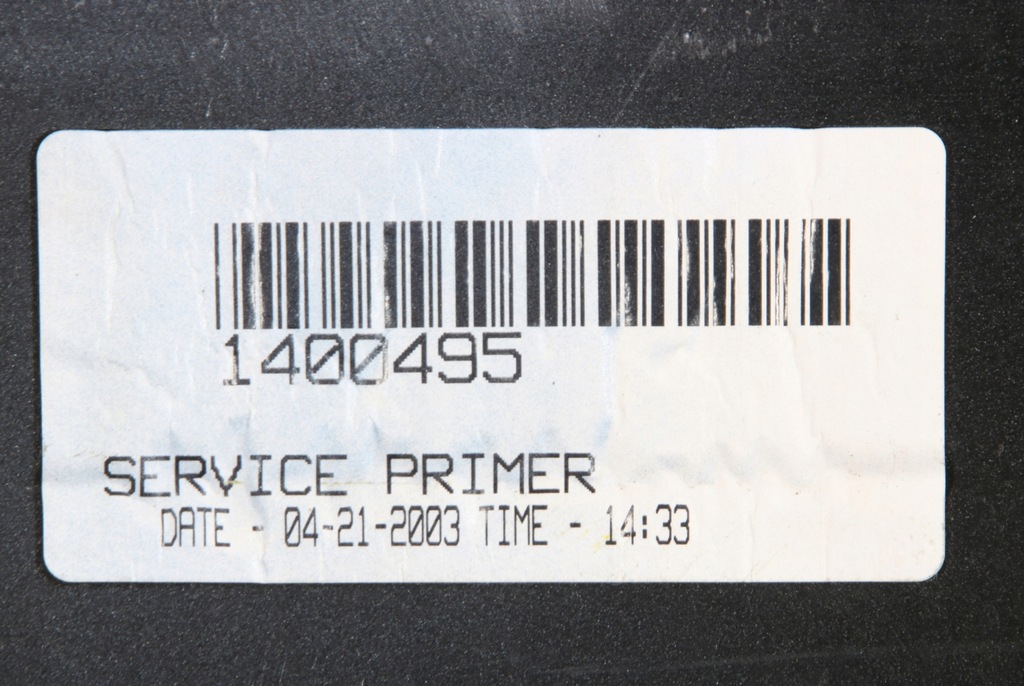 1400495
SERVICE PRIMER
DATE - 04-21-2003 TIME - 14:33